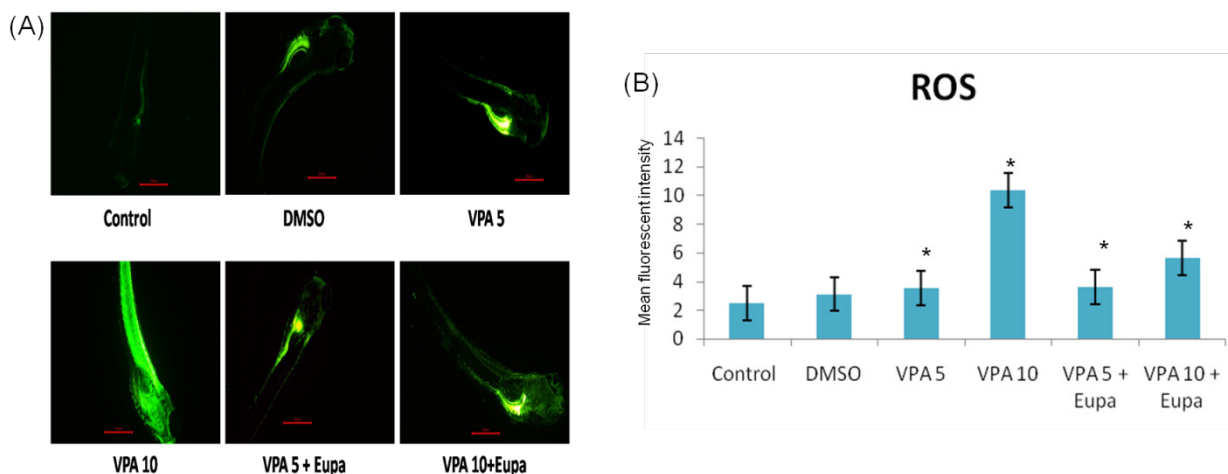 (A)
Control DMSO VPA 5
VPA 10 VPA 5 + Eupa VPA 10+Eupa
(B)
ROS
Mean fluorescent intensity
14
12
10
8
6
4
2
0
* * * *
Control DMSO VPA 5 VPA 10 VPA 5 + VPA 10 +
Eupa Eupa